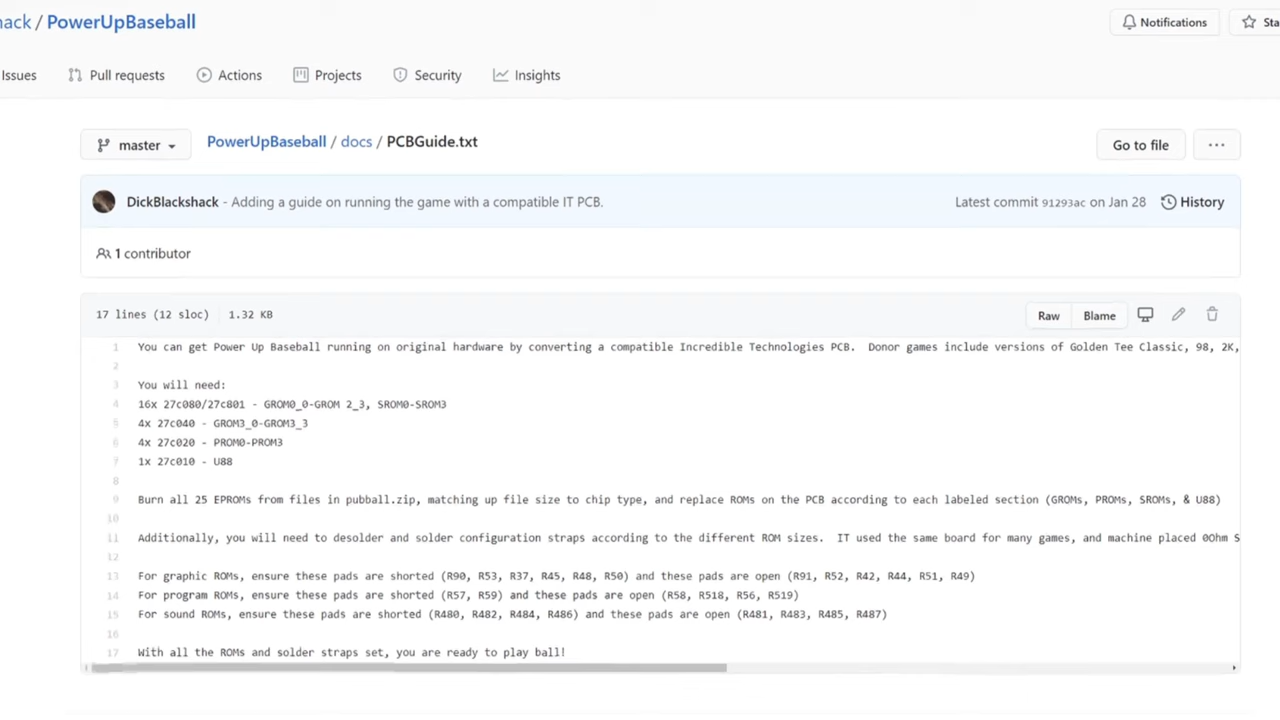 hack / PowerUpBaseball
Notifications
Sta
Issues
Pull requests
Actions
Projects
Security
Insights
master
PowerUpBaseball / docs / PCBGuide.txt
Go to file
···
DickBlackshack - Adding a guide on running the game with a compatible IT PCB.
Latest commit 91293ac on Jan 28
History
1 contributor
17 lines (12 sloc)
1.32 KB
Raw
Blame
1 You can get Power Up Baseball running on original hardware by converting a compatible Incredible Technologies PCB.  Donor games include versions of Golden Tee Classic, 98, 2K,
2
3 You will need:
4 16x 27c080/27c801 - GROM0_0-GROM 2_3, SROM0-SROM3
5 4x 27c040 - GROM3_0-GROM3_3
6 4x 27c020 - PROM0-PROM3
7 1x 27c010 - U88
8
9 Burn all 25 EPROMs from files in pubball.zip, matching up file size to chip type, and replace ROMs on the PCB according to each labeled section (GROMs, PROMs, SROMs, & U88)
10
11 Additionally, you will need to desolder and solder configuration straps according to the different ROM sizes.  IT used the same board for many games, and machine placed 0Ohm S
12
13 For graphic ROMs, ensure these pads are shorted (R90, R53, R37, R45, R48, R50) and these pads are open (R91, R52, R42, R44, R51, R49)
14 For program ROMs, ensure these pads are shorted (R57, R59) and these pads are open (R58, R518, R56, R519)
15 For sound ROMs, ensure these pads are shorted (R480, R482, R484, R486) and these pads are open (R481, R483, R485, R487)
16
17 With all the ROMs and solder straps set, you are ready to play ball!